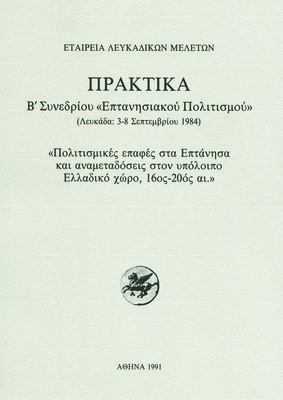 ΕΤΑΙΡΕΙΑ ΛΕΥΚΑΔΙΚΩΝ ΜΕΛΕΤΩΝ
ΠΡΑΚΤΙΚΑ
Β' Συνεδρίου «Επτανησιακού Πολιτισμού»
(Λευκάδα: 3-8 Σεπτεμβρίου 1984)
«Πολιτισμικές επαφές στα Επτάνησα
και αναμεταδόσεις στον υπόλοιπο
Ελλαδικό χώρο, 16ος-20ός αι.»
ΑΘΗΝΑ 1991